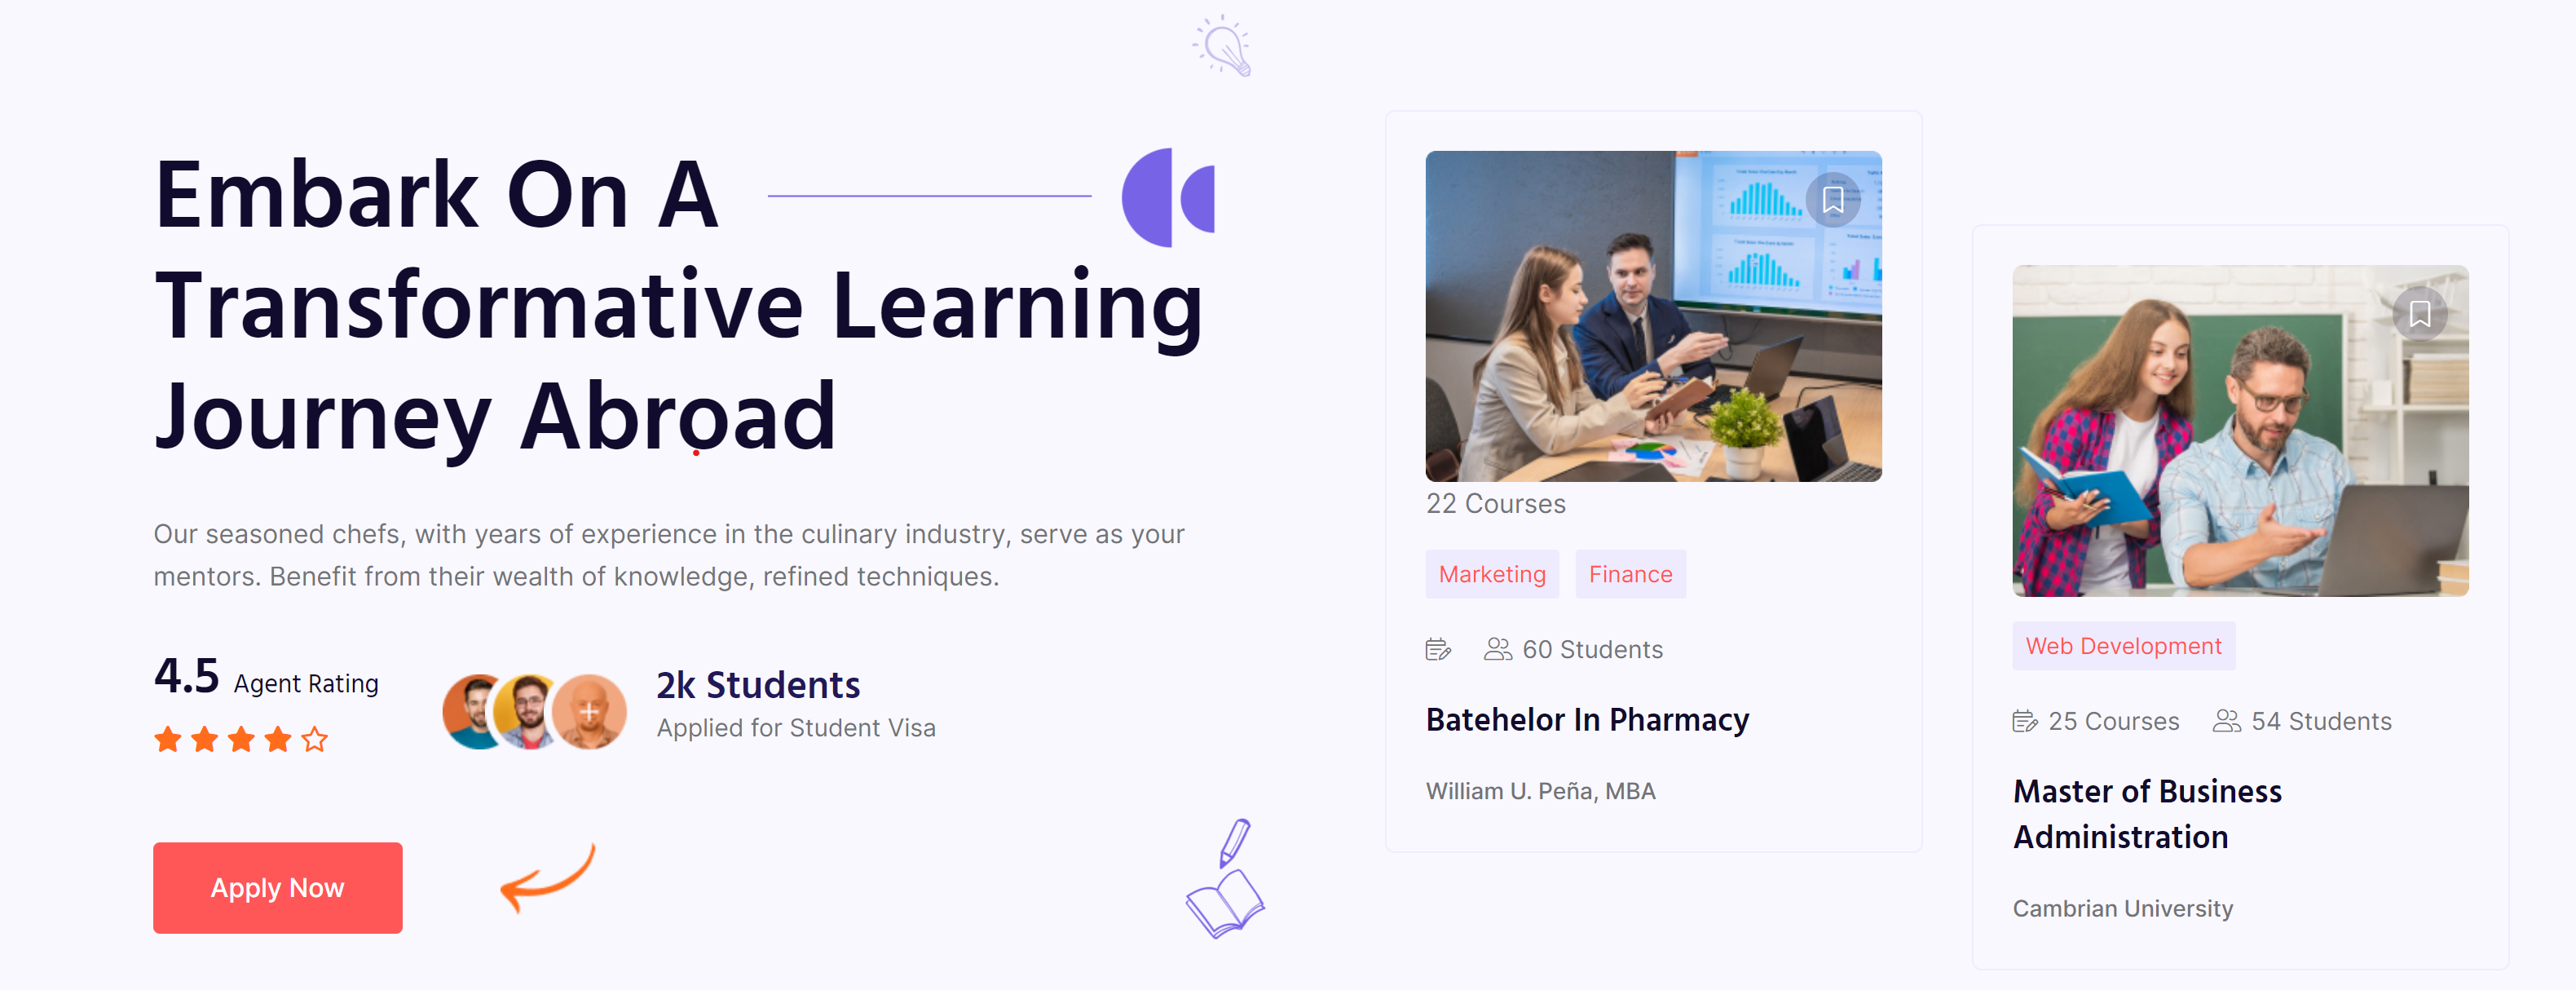 Embark On A
Transformative Learning
Journey Abroad
Our seasoned chefs, with years of experience in the culinary industry, serve as your
mentors. Benefit from their wealth of knowledge, refined techniques.
4.5 Agent Rating
2k Students
Applied for Student Visa
Apply Now
22 Courses
Marketing Finance
60 Students
Batehelor In Pharmacy
William U. Peña, MBA
Web Development
25 Courses 54 Students
Master of Business
Administration
Cambrian University